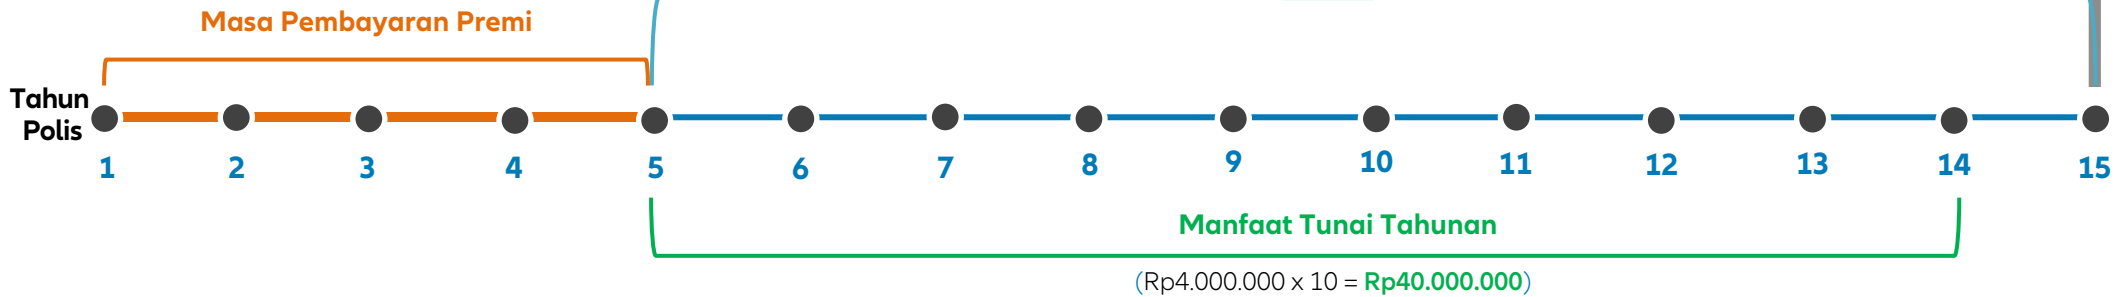 Masa Pembayaran Premi
Tahun
Polis
1 2 3 4 5 6 7 8 9 10 11 12 13 14 15
Manfaat Tunai Tahunan
(Rp4.000.000 x 10 = Rp40.000.000)